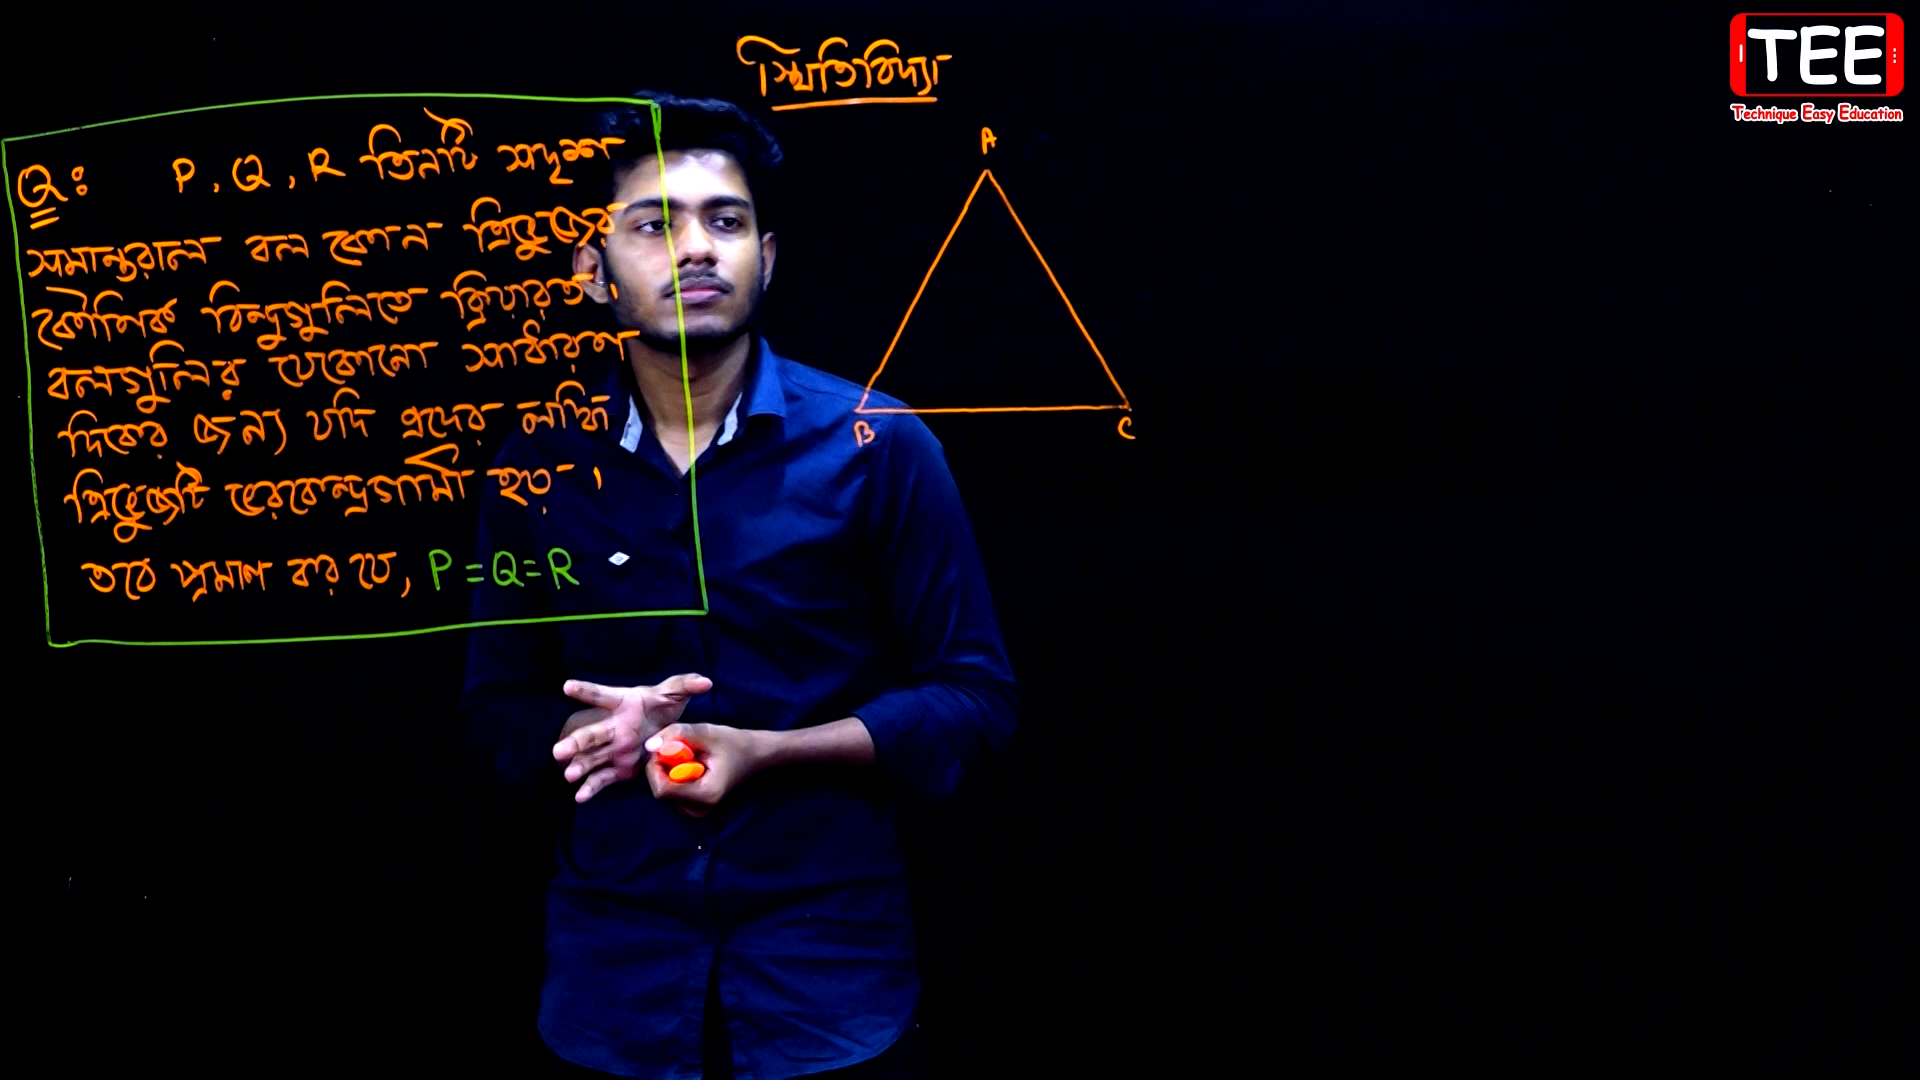 স্থিতিবিদ্যা
TEE
Technique Easy Education
Q: P, Q, R তিনটি সদৃশ
সমান্তরাল বল কোন ত্রিভুজের
কৌণিক বিন্দুগুলিতে ক্রিয়ারত।
বলগুলির যেকোনো সাধারণ
দিকের জন্য যদি এদের লব্ধি
ত্রিভুজটি ভরকেন্দ্রগামী হয়।
তবে প্রমাণ কর যে, P = Q = R
A
B
C